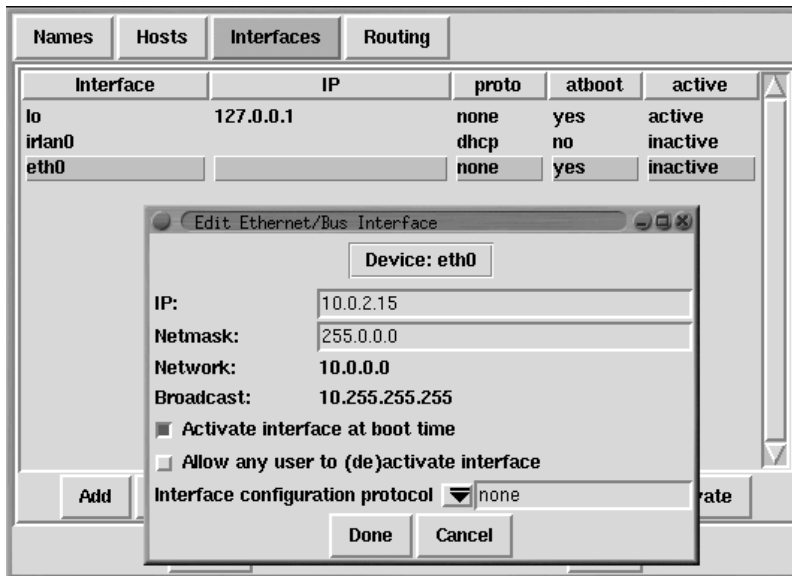 Names Hosts Interfaces Routing
Interface IP proto atboot active
lo 127.0.0.1 none yes active
irlan0 dhcp no inactive
eth0 none yes inactive
Edit Ethernet/Bus Interface
Device: eth0
IP: 10.0.2.15
Netmask: 255.0.0.0
Network: 10.0.0.0
Broadcast: 10.255.255.255
Activate interface at boot time
Allow any user to (de)activate interface
Interface configuration protocol none
Add vate
Done Cancel